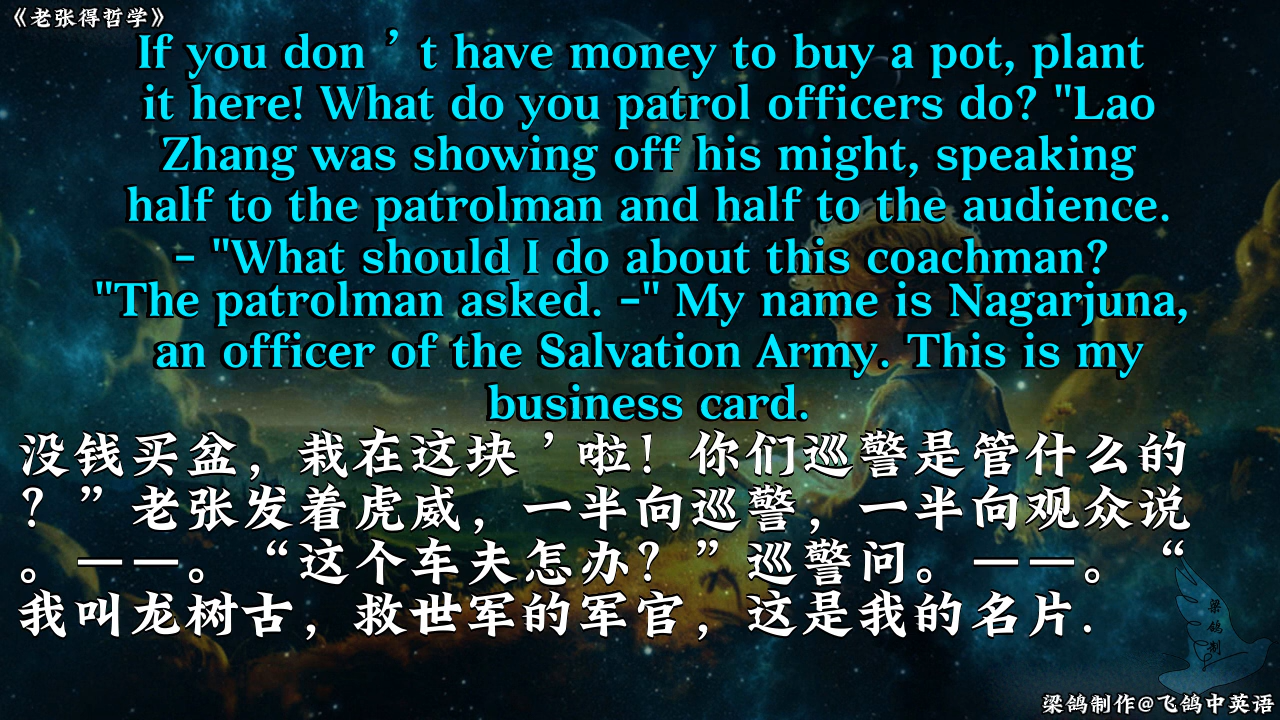 《老张得哲学》
If you don ’ t have money to buy a pot, plant
it here! What do you patrol officers do? "Lao
Zhang was showing off his might, speaking
half to the patrolman and half to the audience.
- "What should I do about this coachman?
"The patrolman asked. -" My name is Nagarjuna,
an officer of the Salvation Army. This is my
business card.
没钱买盆，栽在这块 ’ 啦！你们巡警是管什么的
？” 老张发着虎威，一半向巡警，一半向观众说
。——。 “这个车夫怎办？” 巡警问。——。 “
我叫龙树古，救世军的军官，这是我的名片.
梁鸽制
梁鸽制作@飞鸽中英语